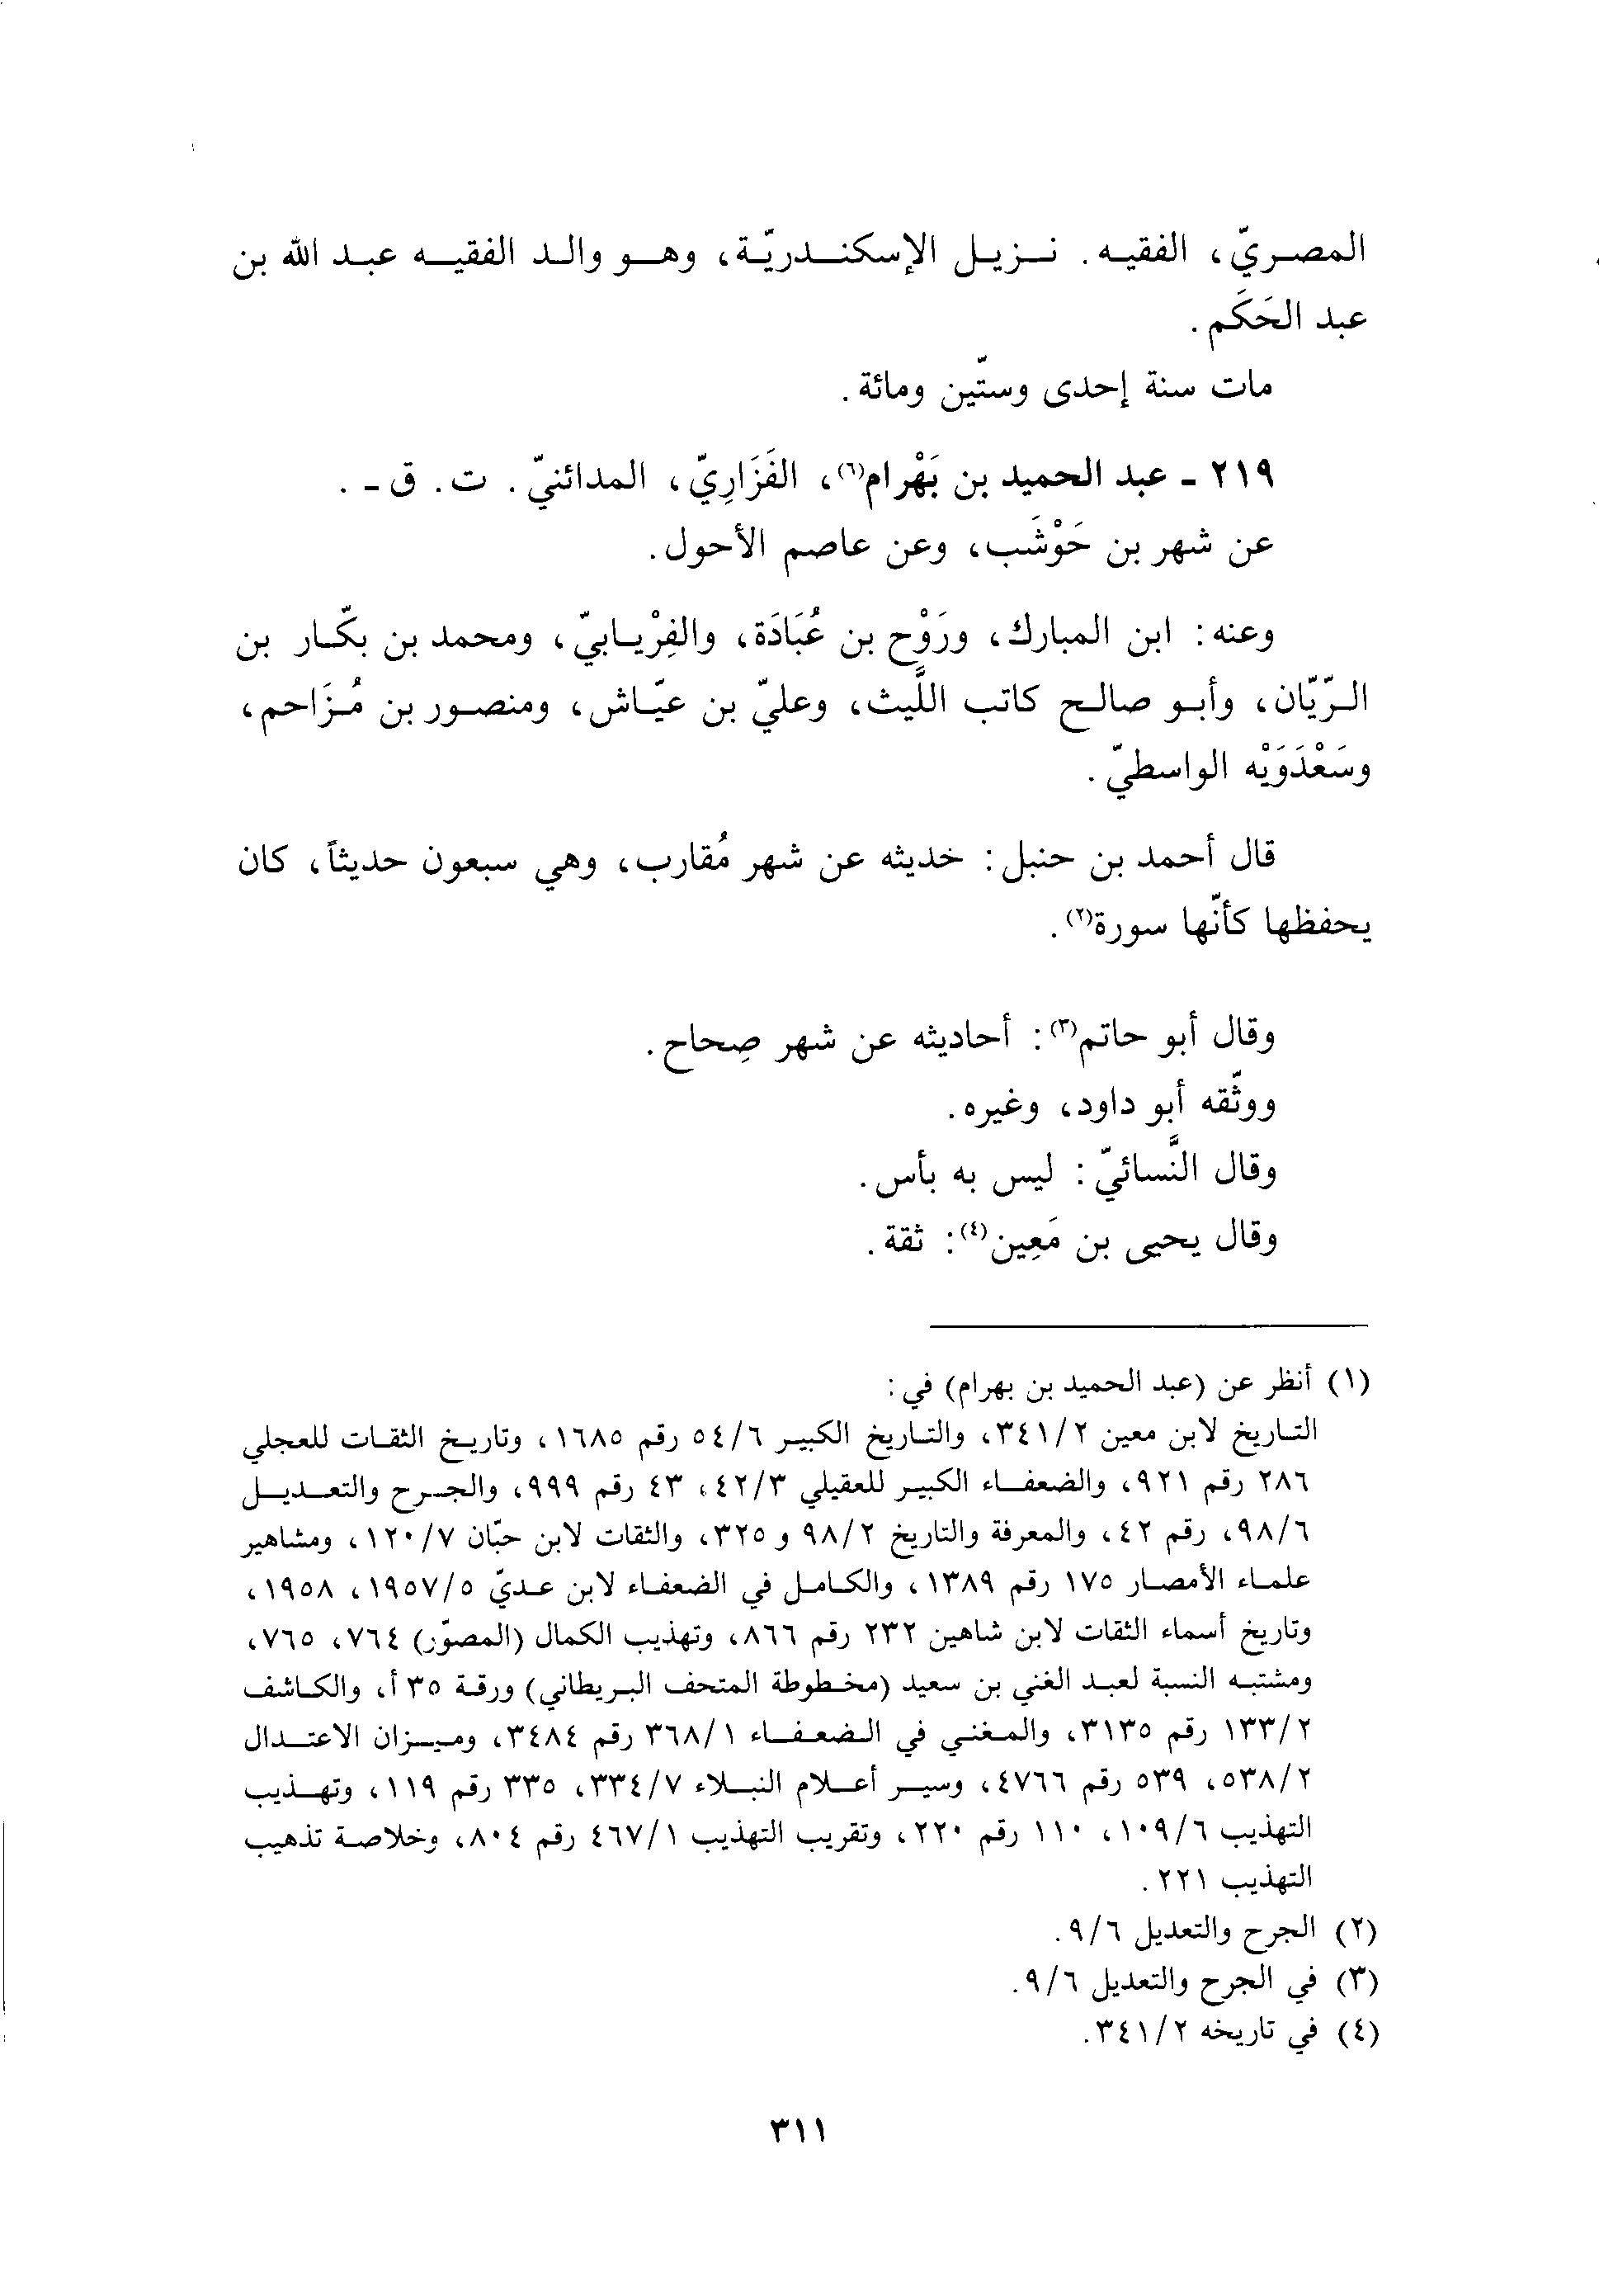 المصريّ، الفقيه. نزيل الإسكندريّة، وهو والد الفقيه عبد الله بن
عبد الحَكَم.
مات سنة إحدى وستّين ومائة.
٢١٩ - عبد الحميد بن بَهْرام(٦)، الفَزَارِيّ، المدائنيّ. ت. ق -.
عن شهر بن حَوْشَب، وعن عاصم الأحول.
وعنه: ابن المبارك، ورَوْح بن عُبَادَة، والفِرْيابيّ، ومحمد بن بكّار بن
الرّيّان، وأبو صالح كاتب اللَّيث، وعليّ بن عيّاش، ومنصور بن مُزَاحم،
وسَعْدَوَيْه الواسطيّ.
قال أحمد بن حنبل: خديثه عن شهر مُقارب، وهي سبعون حديثاً، كان
يحفظها كأنّها سورة(٢).
وقال أبو حاتم(٣): أحاديثه عن شهر صِحاح.
ووثّقه أبو داود، وغيره.
وقال النَّسائيّ: ليس به بأس.
وقال يحيى بن مَعِين(٤): ثقة.
(١) أنظر عن (عبد الحميد بن بهرام) في:
التاريخ لابن معين ٣٤١/٢، والتاريخ الكبير ٥٤/٦ رقم ١٦٨٥، وتاريخ الثقات للعجلي
٢٨٦ رقم ٩٢١، والضعفاء الكبير للعقيلي ٤٢/٣، ٤٣ رقم ٩٩٩، والجرح والتعديل
٩٨/٦، رقم ٤٢، والمعرفة والتاريخ ٩٨/٢ و ٣٢٥، والثقات لابن حبّان ١٢٠/٧، ومشاهير
علماء الأمصار ١٧٥ رقم ١٣٨٩، والكامل في الضعفاء لابن عديّ ١٩٥٧/٥، ١٩٥٨،
وتاريخ أسماء الثقات لابن شاهين ٢٣٢ رقم ٨٦٦، وتهذيب الكمال (المصوّر) ٧٦٤، ٧٦٥،
ومشتبه النسبة لعبد الغني بن سعيد (مخطوطة المتحف البريطاني) ورقة ٣٥ أ، والكاشف
١٣٣/٢ رقم ٣١٣٥، والمغني في الضعفاء ٣٦٨/١ رقم ٣٤٨٤، وميزان الاعتدال
٥٣٨/٢، ٥٣٩ رقم ٤٧٦٦، وسير أعلام النبلاء ٣٣٤/٧، ٣٣٥ رقم ١١٩، وتهذيب
التهذيب ١٠٩/٦، ١١٠ رقم ٢٢٠، وتقريب التهذيب ٤٦٧/١ رقم ٨٠٤، وخلاصة تذهيب
التهذيب ٢٢١.
(٢) الجرح والتعديل ٩/٦.
(٣) في الجرح والتعديل ٩/٦.
(٤) في تاريخه ٣٤١/٢.
٣١١